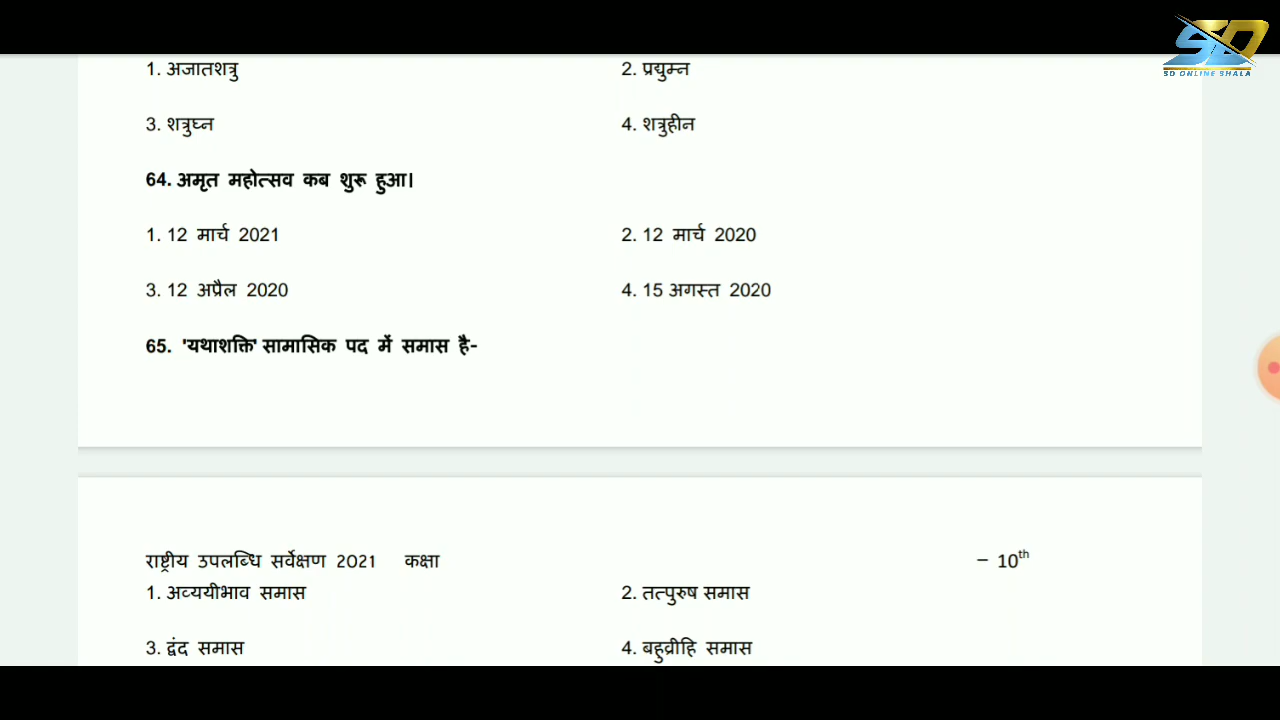 SD
SD ONLINE SHALA
1. अजातशत्रु 2. प्रद्युम्न
3. शत्रुघ्न 4. शत्रुहीन
64. अमृत महोत्सव कब शुरू हुआ।
1. 12 मार्च 2021 2. 12 मार्च 2020
3. 12 अप्रैल 2020 4. 15 अगस्त 2020
65. 'यथाशक्ति' सामासिक पद में समास है-
राष्ट्रीय उपलब्धि सर्वेक्षण 2021 कक्षा – 10th
1. अव्ययीभाव समास 2. तत्पुरुष समास
3. द्वंद समास 4. बहुव्रीहि समास